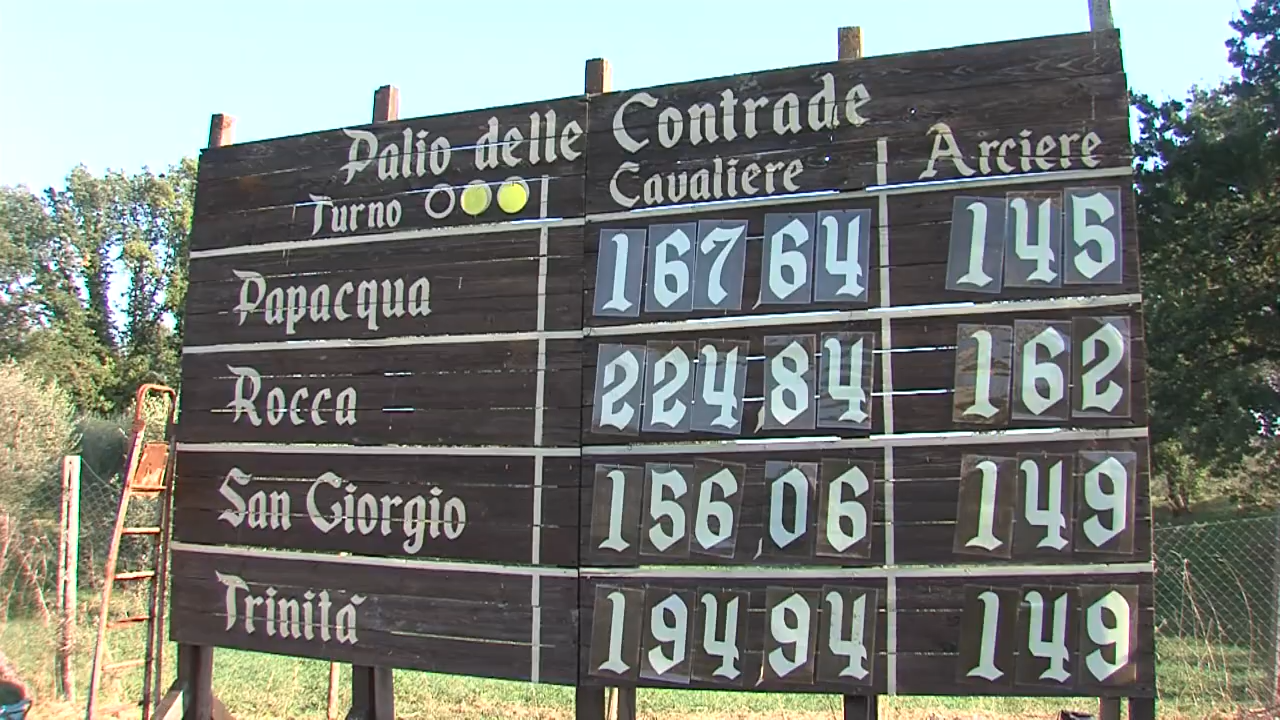 Palio delle Contrade
Turno Cavaliere Arciere
Papacqua 167,64 145
Rocca 224,84 162
San Giorgio 156,06 149
Trinità 194,94 149